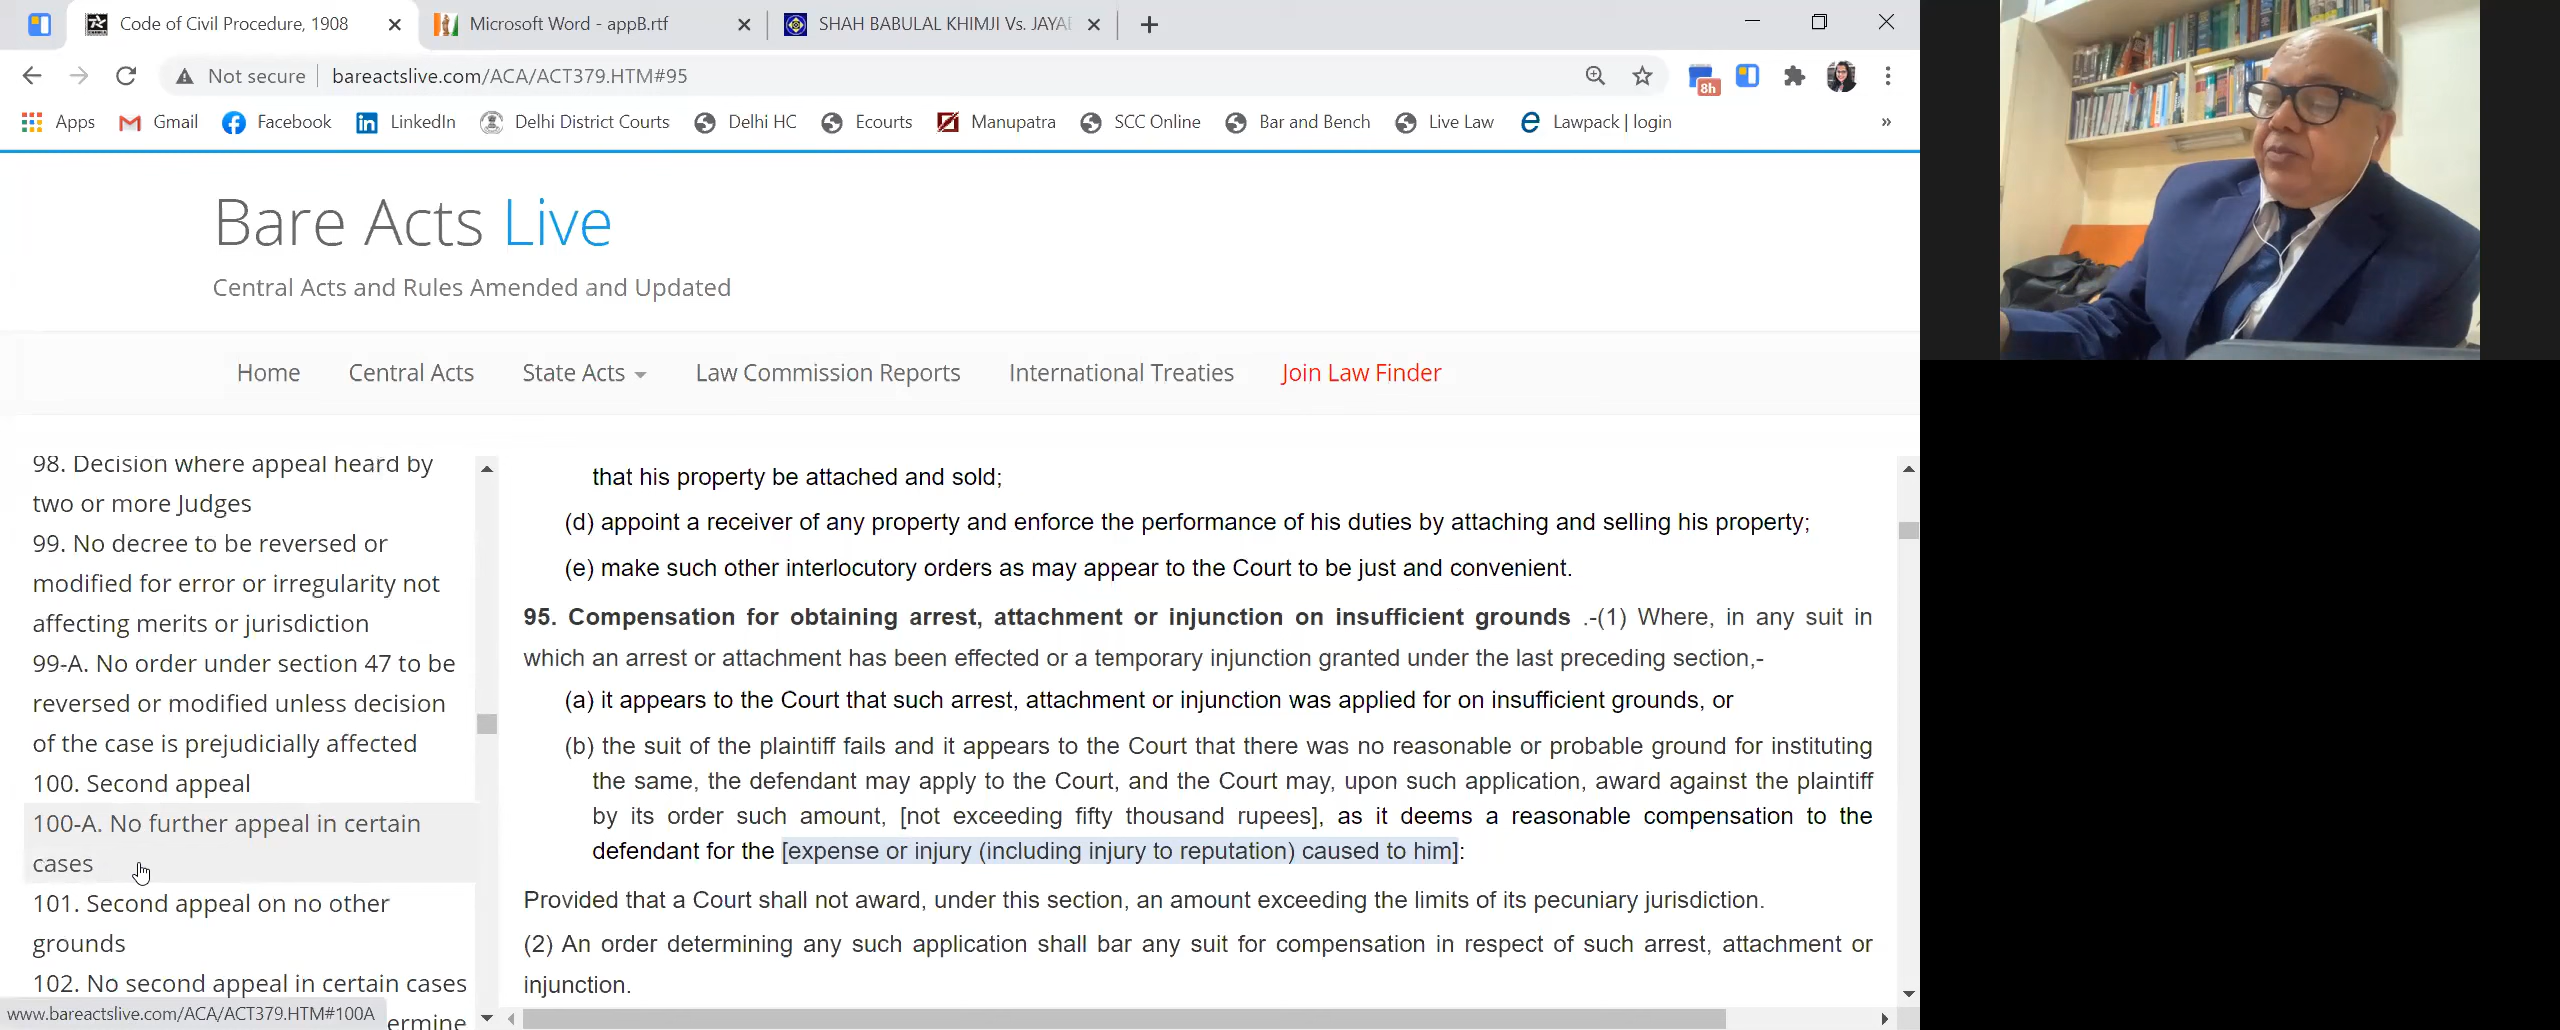 Code of Civil Procedure, 1908
Microsoft Word - appB.rtf
SHAH BABULAL KHIMJI Vs. JAYA
Not secure
bareactslive.com/ACA/ACT379.HTM#95
8h
Apps
Gmail
Facebook
LinkedIn
Delhi District Courts
Delhi HC
Ecourts
Manupatra
SCC Online
Bar and Bench
Live Law
Lawpack | login
»
Bare Acts Live
Central Acts and Rules Amended and Updated
Home
Central Acts
State Acts
Law Commission Reports
International Treaties
Join Law Finder
98. Decision where appeal heard by
two or more Judges
99. No decree to be reversed or
modified for error or irregularity not
affecting merits or jurisdiction
99-A. No order under section 47 to be
reversed or modified unless decision
of the case is prejudicially affected
100. Second appeal
100-A. No further appeal in certain
cases
101. Second appeal on no other
grounds
102. No second appeal in certain cases
ermine
www.bareactslive.com/ACA/ACT379.HTM#100A
that his property be attached and sold;
(d) appoint a receiver of any property and enforce the performance of his duties by attaching and selling his property;
(e) make such other interlocutory orders as may appear to the Court to be just and convenient.
95. Compensation for obtaining arrest, attachment or injunction on insufficient grounds .-(1) Where, in any suit in
which an arrest or attachment has been effected or a temporary injunction granted under the last preceding section,-
(a) it appears to the Court that such arrest, attachment or injunction was applied for on insufficient grounds, or
(b) the suit of the plaintiff fails and it appears to the Court that there was no reasonable or probable ground for instituting
the same, the defendant may apply to the Court, and the Court may, upon such application, award against the plaintiff
by its order such amount, [not exceeding fifty thousand rupees], as it deems a reasonable compensation to the
defendant for the [expense or injury (including injury to reputation) caused to him]:
Provided that a Court shall not award, under this section, an amount exceeding the limits of its pecuniary jurisdiction.
(2) An order determining any such application shall bar any suit for compensation in respect of such arrest, attachment or
injunction.